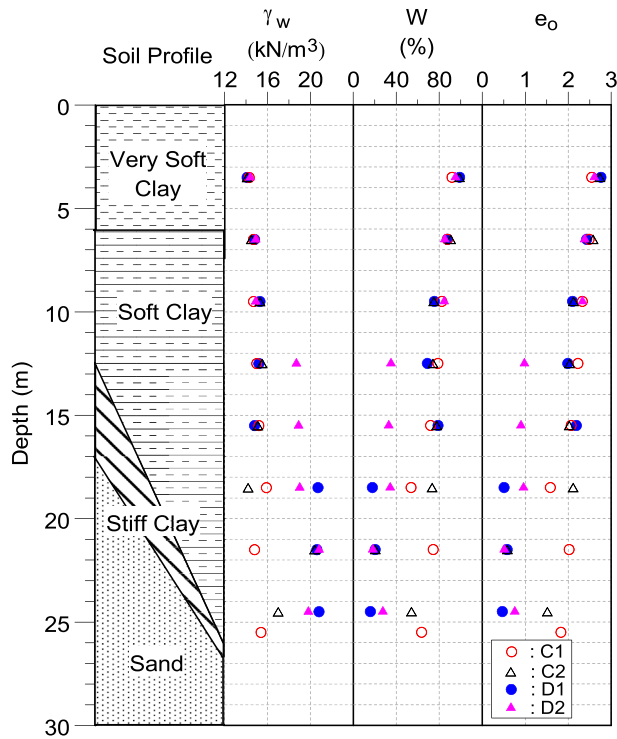 γw W eo
(kN/m3) (%)
Soil Profile
12 16 20 0 40 80 0 1 2 3
0
5
10
15
20
25
30
Depth (m)
Very Soft
Clay
Soft Clay
Stiff Clay
Sand
: C1
: C2
: D1
: D2